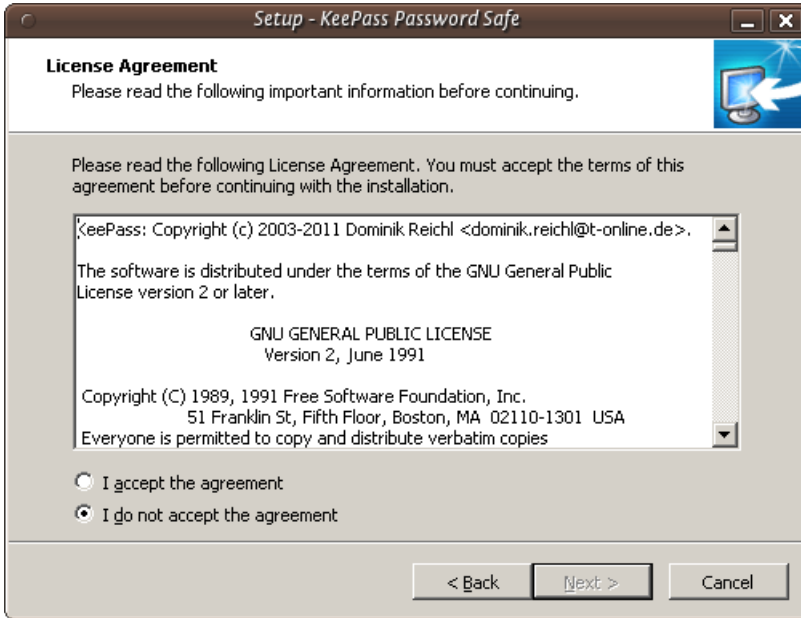 Setup - KeePass Password Safe
License Agreement
Please read the following important information before continuing.
Please read the following License Agreement. You must accept the terms of this
agreement before continuing with the installation.
KeePass: Copyright (c) 2003-2011 Dominik Reichl <dominik.reichl@t-online.de>.
The software is distributed under the terms of the GNU General Public
License version 2 or later.
GNU GENERAL PUBLIC LICENSE
Version 2, June 1991
Copyright (C) 1989, 1991 Free Software Foundation, Inc.
51 Franklin St, Fifth Floor, Boston, MA 02110-1301 USA
Everyone is permitted to copy and distribute verbatim copies
I accept the agreement
I do not accept the agreement
< Back Next > Cancel